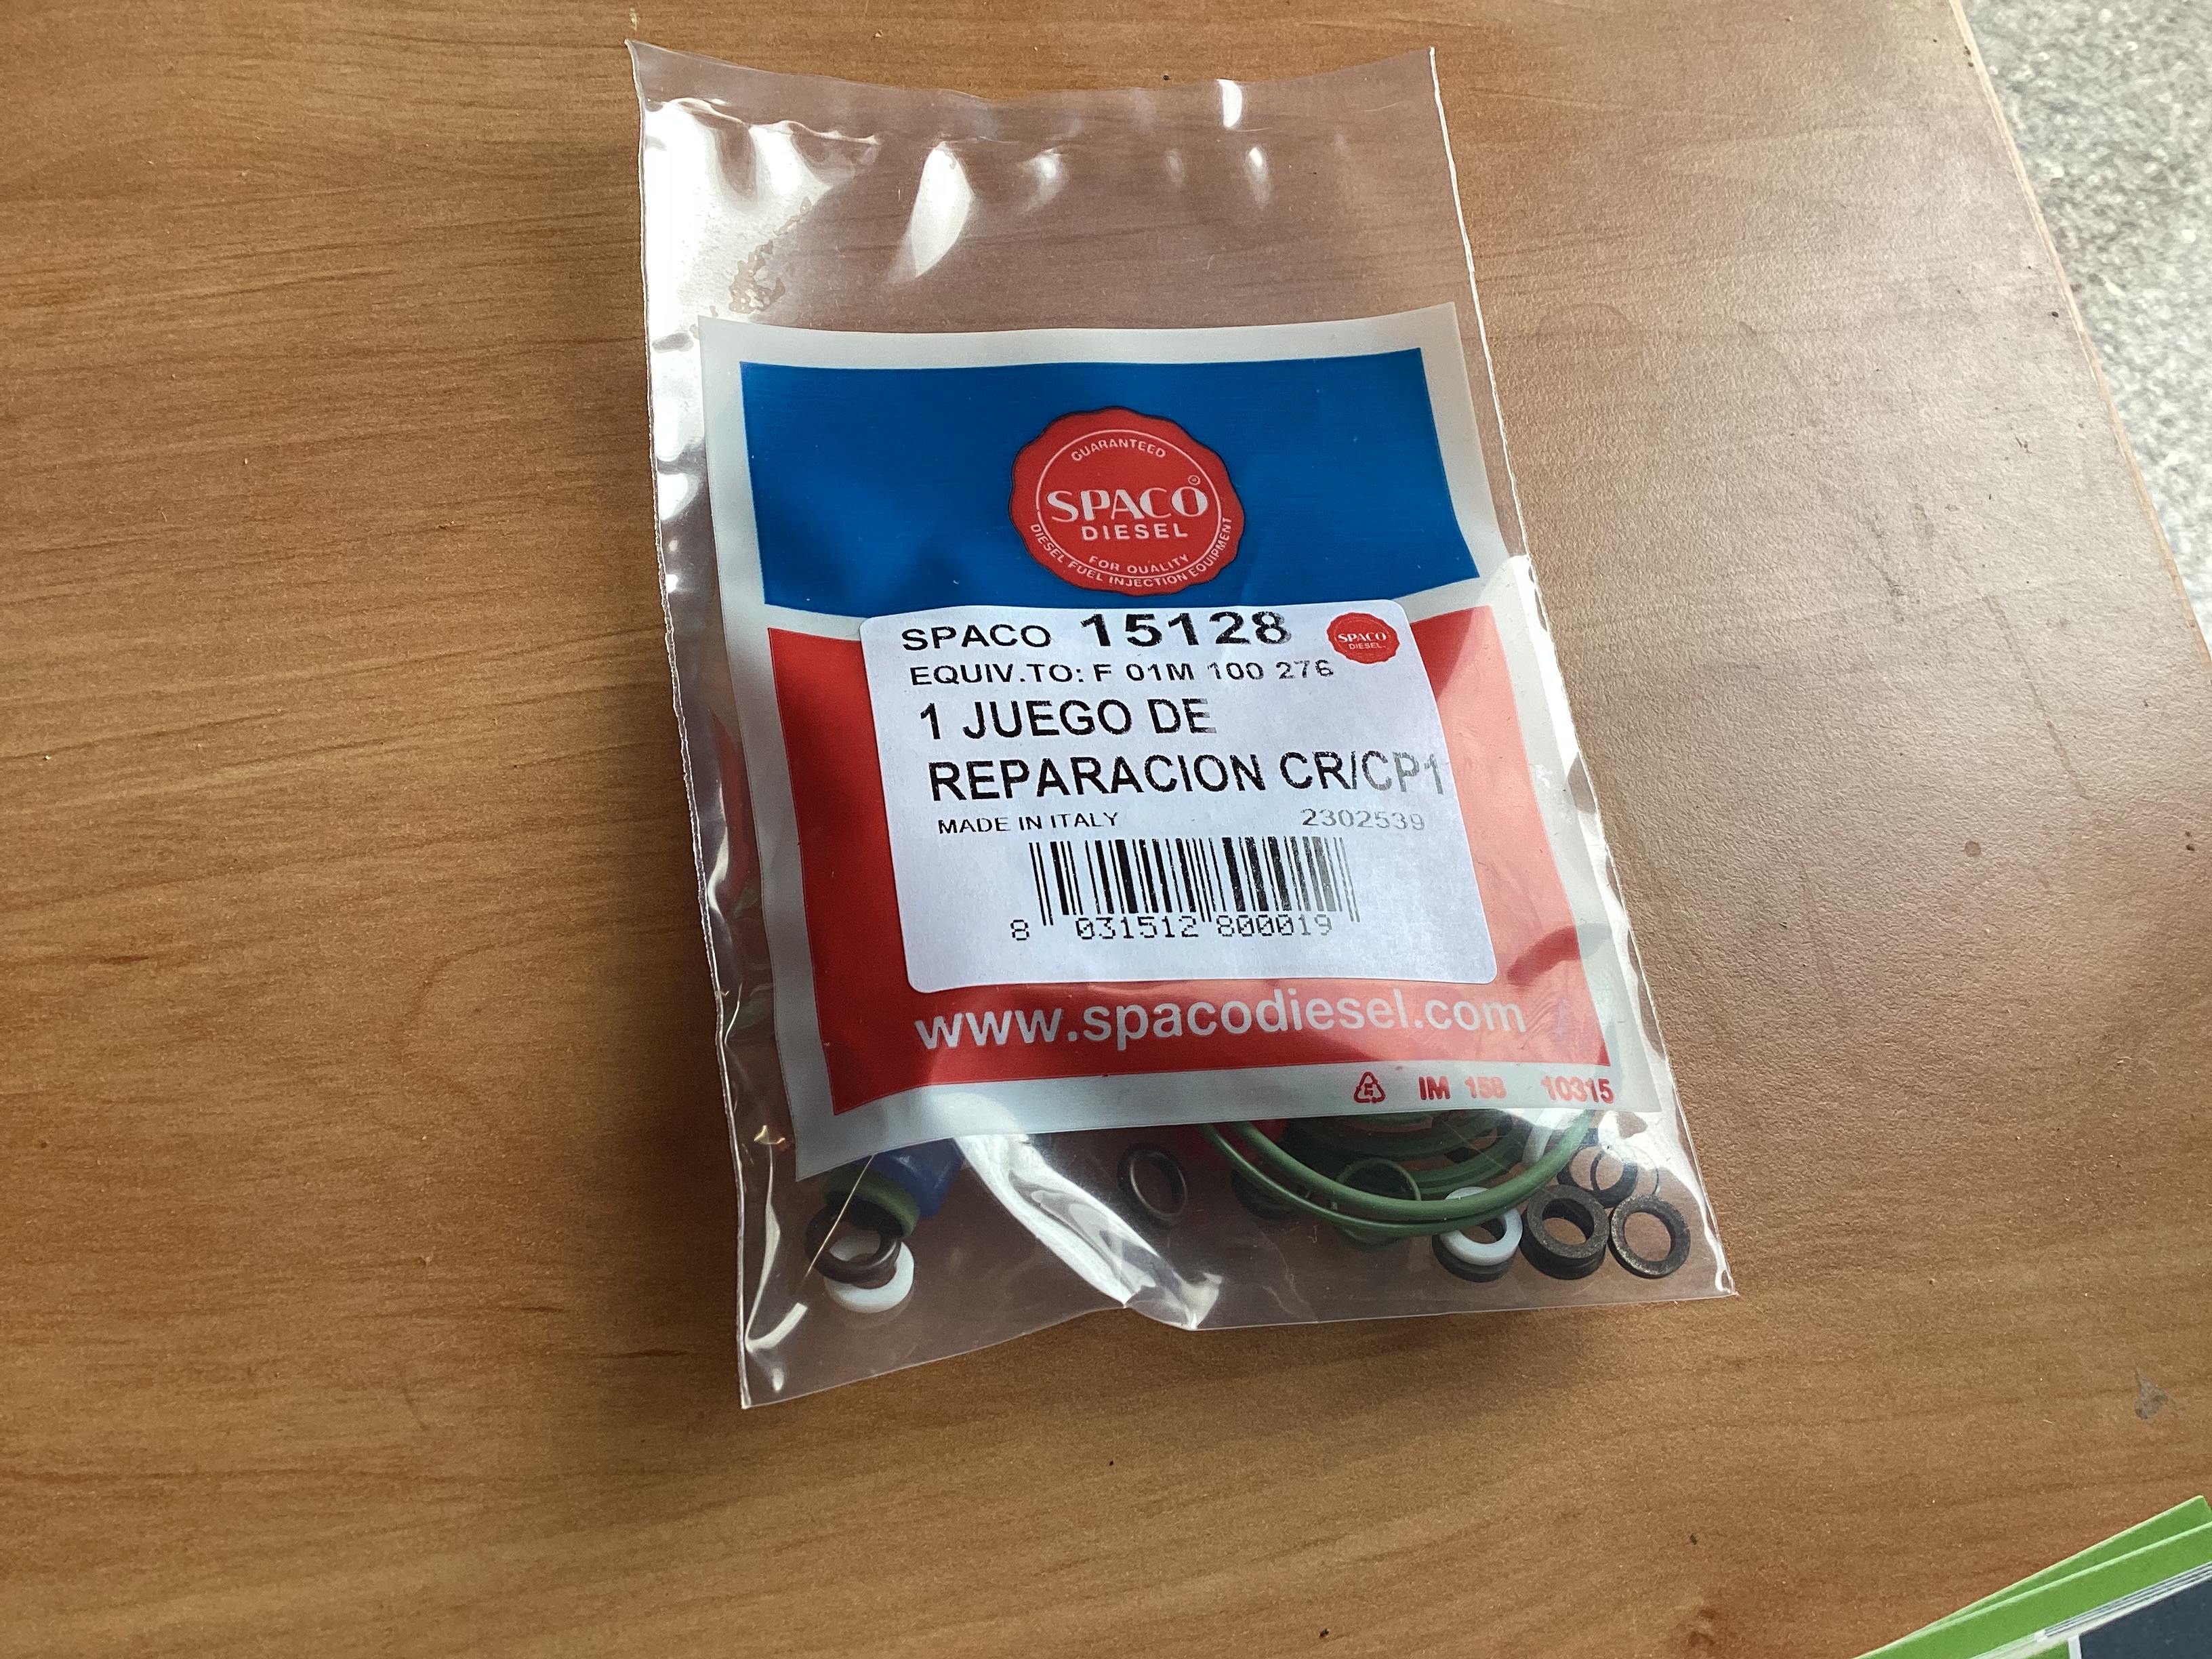 GUARANTEED
SPACO®
DIESEL
FOR QUALITY
DIESEL FUEL INJECTION EQUIPMENT
SPACO 15128
SPACO
DIESEL
EQUIV.TO: F 01M 100 276
1 JUEGO DE
REPARACION CR/CP1
MADE IN ITALY 2302539
8 031512 800019
www.spacodiesel.com
IM 158 10315